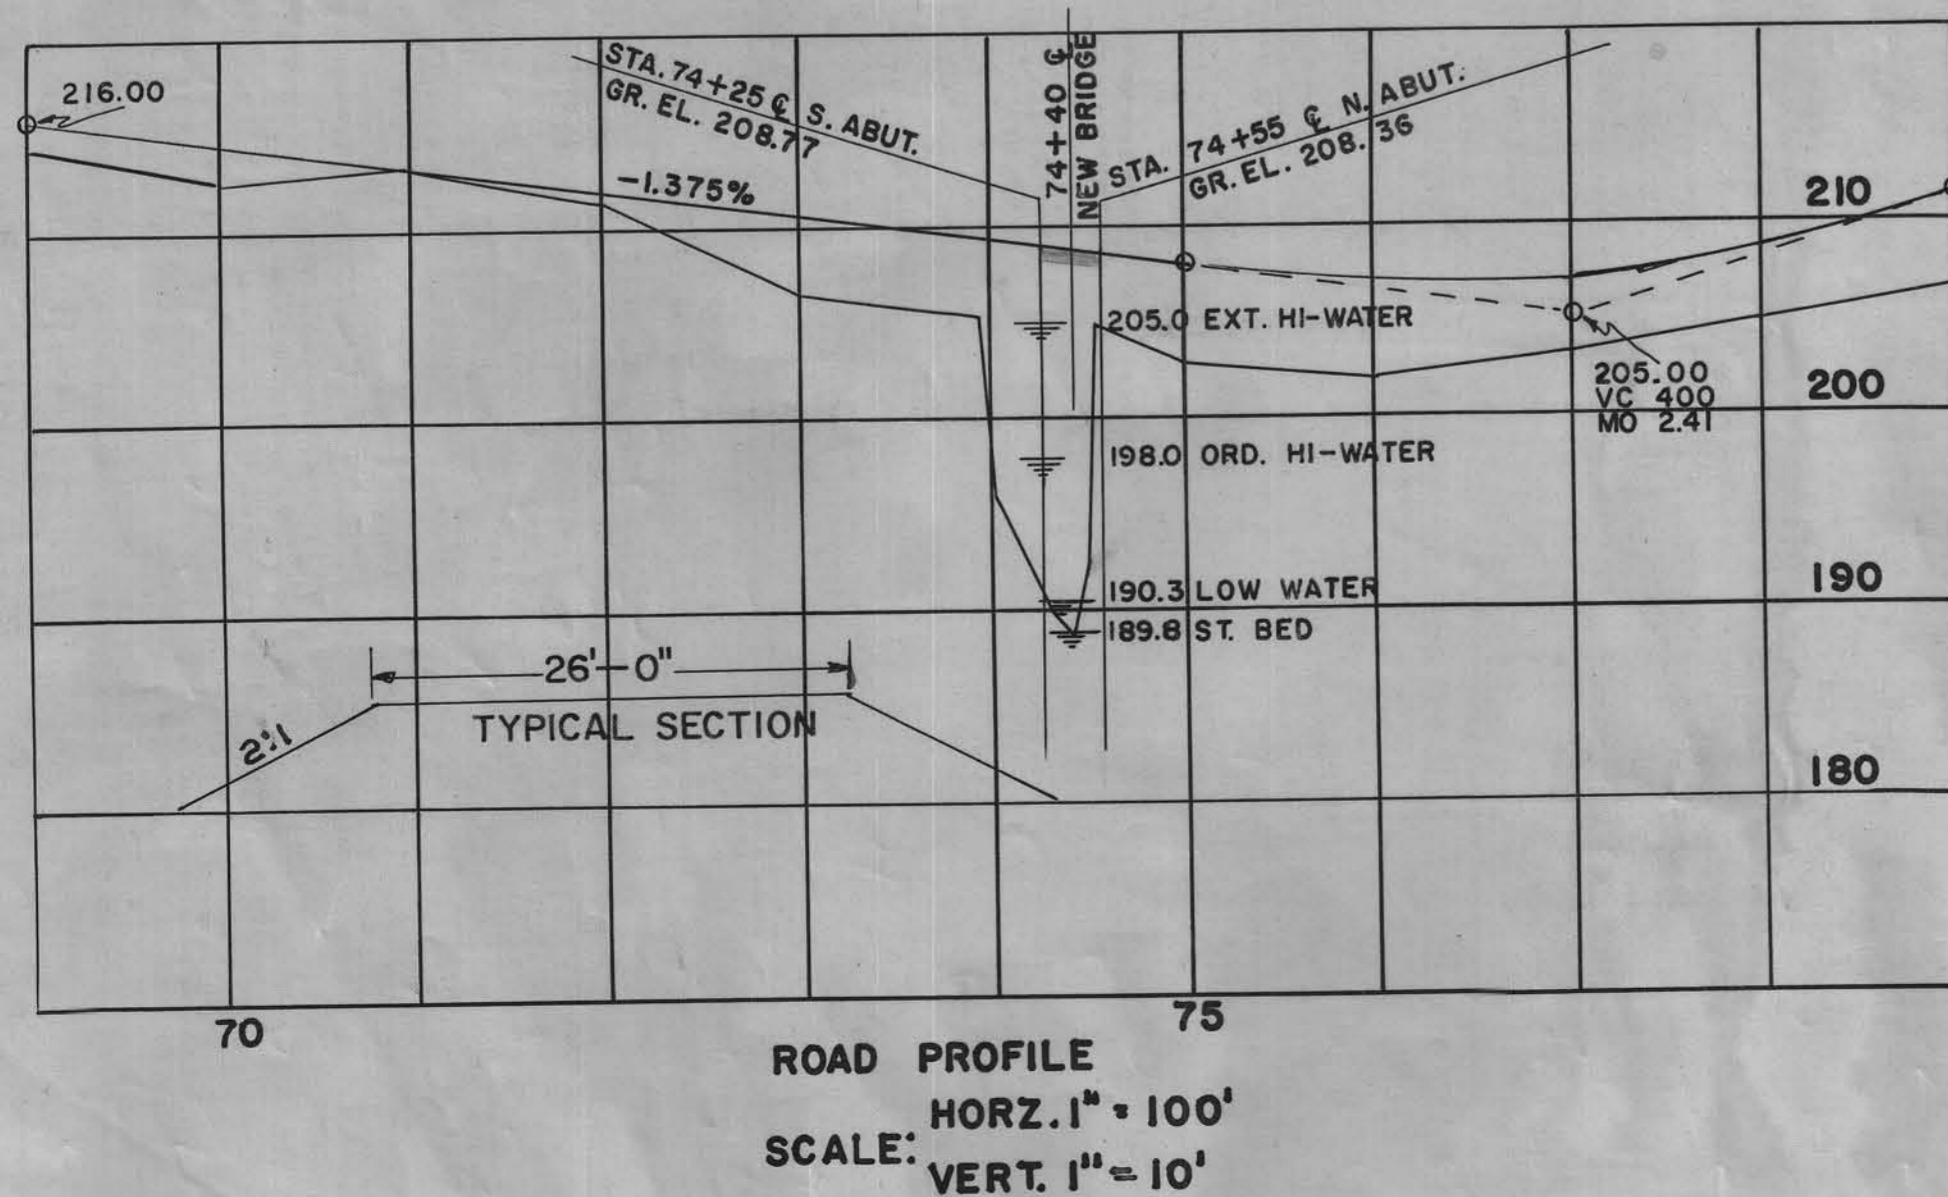 216.00
STA. 74+25 ℄ S. ABUT.
GR. EL. 208.77
74+40 ℄
NEW BRIDGE
STA. 74+55 ℄ N. ABUT.
GR. EL. 208.36
-1.375%
210
205.0 EXT. HI-WATER
205.00
VC 400
MO 2.41
200
198.0 ORD. HI-WATER
190.3 LOW WATER
190
189.8 ST. BED
26'-0"
TYPICAL SECTION
2:1
180
70
75
ROAD PROFILE
SCALE:
HORZ. 1" = 100'
VERT. 1" = 10'